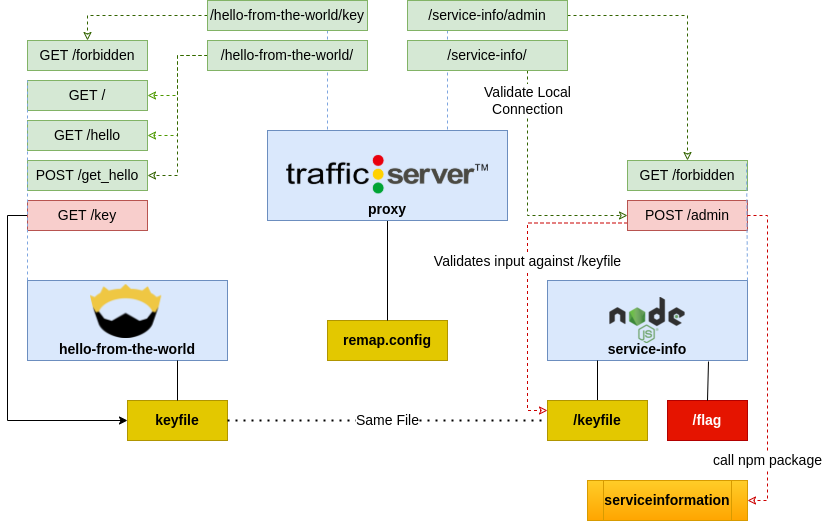 /hello-from-the-world/key
/service-info/admin
GET /forbidden
/hello-from-the-world/
/service-info/
GET /
Validate Local
Connection
GET /hello
POST /get_hello
traffic server™
GET /forbidden
proxy
GET /key
POST /admin
Validates input against /keyfile
node
JS
hello-from-the-world
remap.config
service-info
keyfile
Same File
/keyfile
/flag
call npm package
serviceinformation